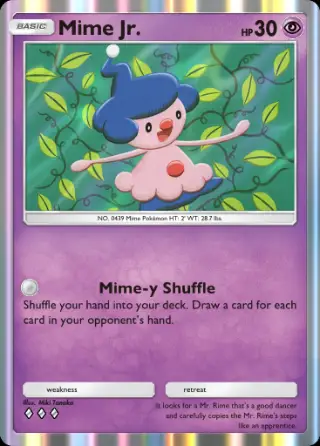 BASIC Mime Jr. HP 30
NO. 0439 Mime Pokémon HT: 2' WT: 28.7 lbs.
Mime-y Shuffle
Shuffle your hand into your deck. Draw a card for each
card in your opponent's hand.
weakness retreat
Illus. Miki Tanaka
It looks for a Mr. Rime that's a good dancer
and carefully copies the Mr. Rime's steps
like an apprentice.